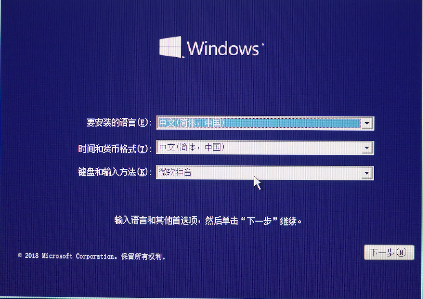 Windows
要安装的语言(E): 中文(简体，中国)
时间和货币格式(T): 中文(简体，中国)
键盘和输入方法(K): 微软拼音
输入语言和其他首选项，然后单击“下一步”继续。
© 2018 Microsoft Corporation。保留所有权利。
下一步(N)